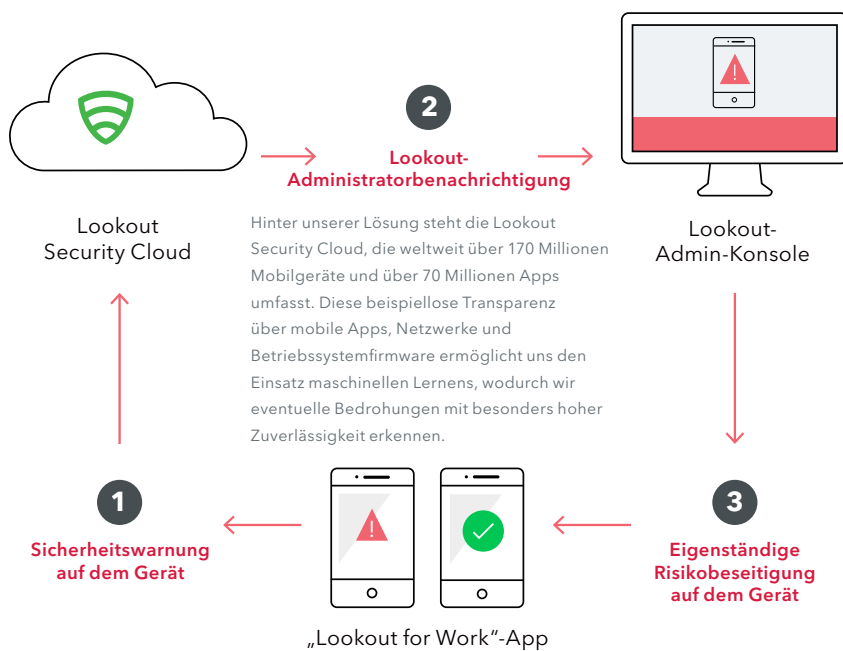 2
Lookout-
Administratorbenachrichtigung
Lookout
Security Cloud
Hinter unserer Lösung steht die Lookout
Security Cloud, die weltweit über 170 Millionen
Mobilgeräte und über 70 Millionen Apps
umfasst. Diese beispiellose Transparenz
über mobile Apps, Netzwerke und
Betriebssystemfirmware ermöglicht uns den
Einsatz maschinellen Lernens, wodurch wir
eventuelle Bedrohungen mit besonders hoher
Zuverlässigkeit erkennen.
Lookout-
Admin-Konsole
1
Sicherheitswarnung
auf dem Gerät
3
Eigenständige
Risikobeseitigung
auf dem Gerät
„Lookout for Work“-App